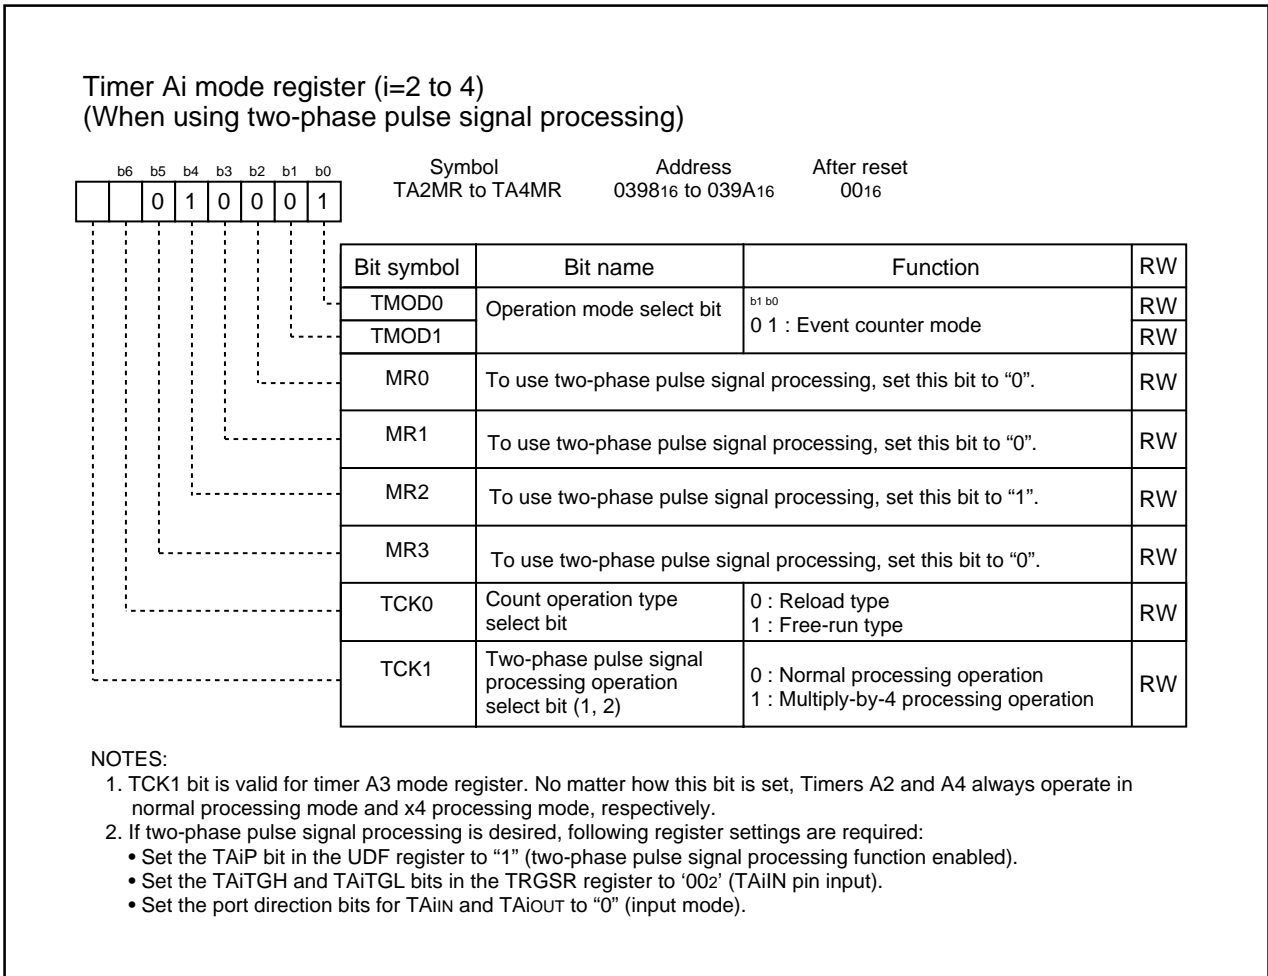 Timer Ai mode register (i=2 to 4)
(When using two-phase pulse signal processing)
b6 b5 b4 b3 b2 b1 b0
0 1 0 0 0 1
Symbol Address After reset
TA2MR to TA4MR 039816 to 039A16 0016
Bit symbol Bit name Function RW
TMOD0 Operation mode select bit b1 b0 RW
TMOD1 0 1 : Event counter mode RW
MR0 To use two-phase pulse signal processing, set this bit to “0”. RW
MR1 To use two-phase pulse signal processing, set this bit to “0”. RW
MR2 To use two-phase pulse signal processing, set this bit to “1”. RW
MR3 To use two-phase pulse signal processing, set this bit to “0”. RW
TCK0 Count operation type 0 : Reload type RW
select bit 1 : Free-run type
TCK1 Two-phase pulse signal
processing operation 0 : Normal processing operation RW
select bit (1, 2) 1 : Multiply-by-4 processing operation
NOTES:
1. TCK1 bit is valid for timer A3 mode register. No matter how this bit is set, Timers A2 and A4 always operate in
normal processing mode and x4 processing mode, respectively.
2. If two-phase pulse signal processing is desired, following register settings are required:
• Set the TAiP bit in the UDF register to “1” (two-phase pulse signal processing function enabled).
• Set the TAiTGH and TAiTGL bits in the TRGSR register to ‘002’ (TAiIN pin input).
• Set the port direction bits for TAiIN and TAiOUT to “0” (input mode).